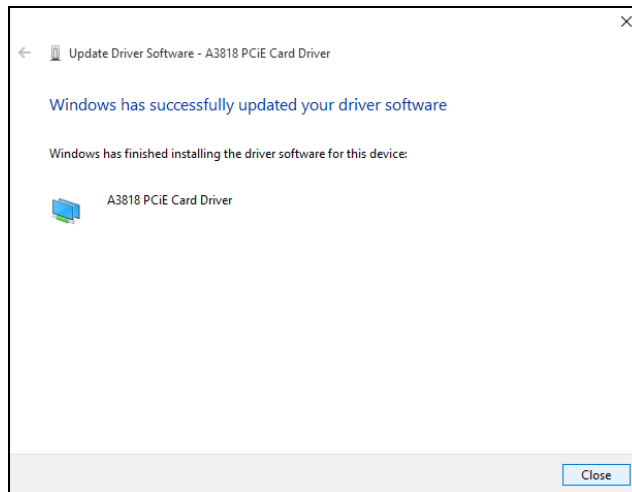 Update Driver Software - A3818 PCiE Card Driver
Windows has successfully updated your driver software
Windows has finished installing the driver software for this device:
A3818 PCiE Card Driver
Close